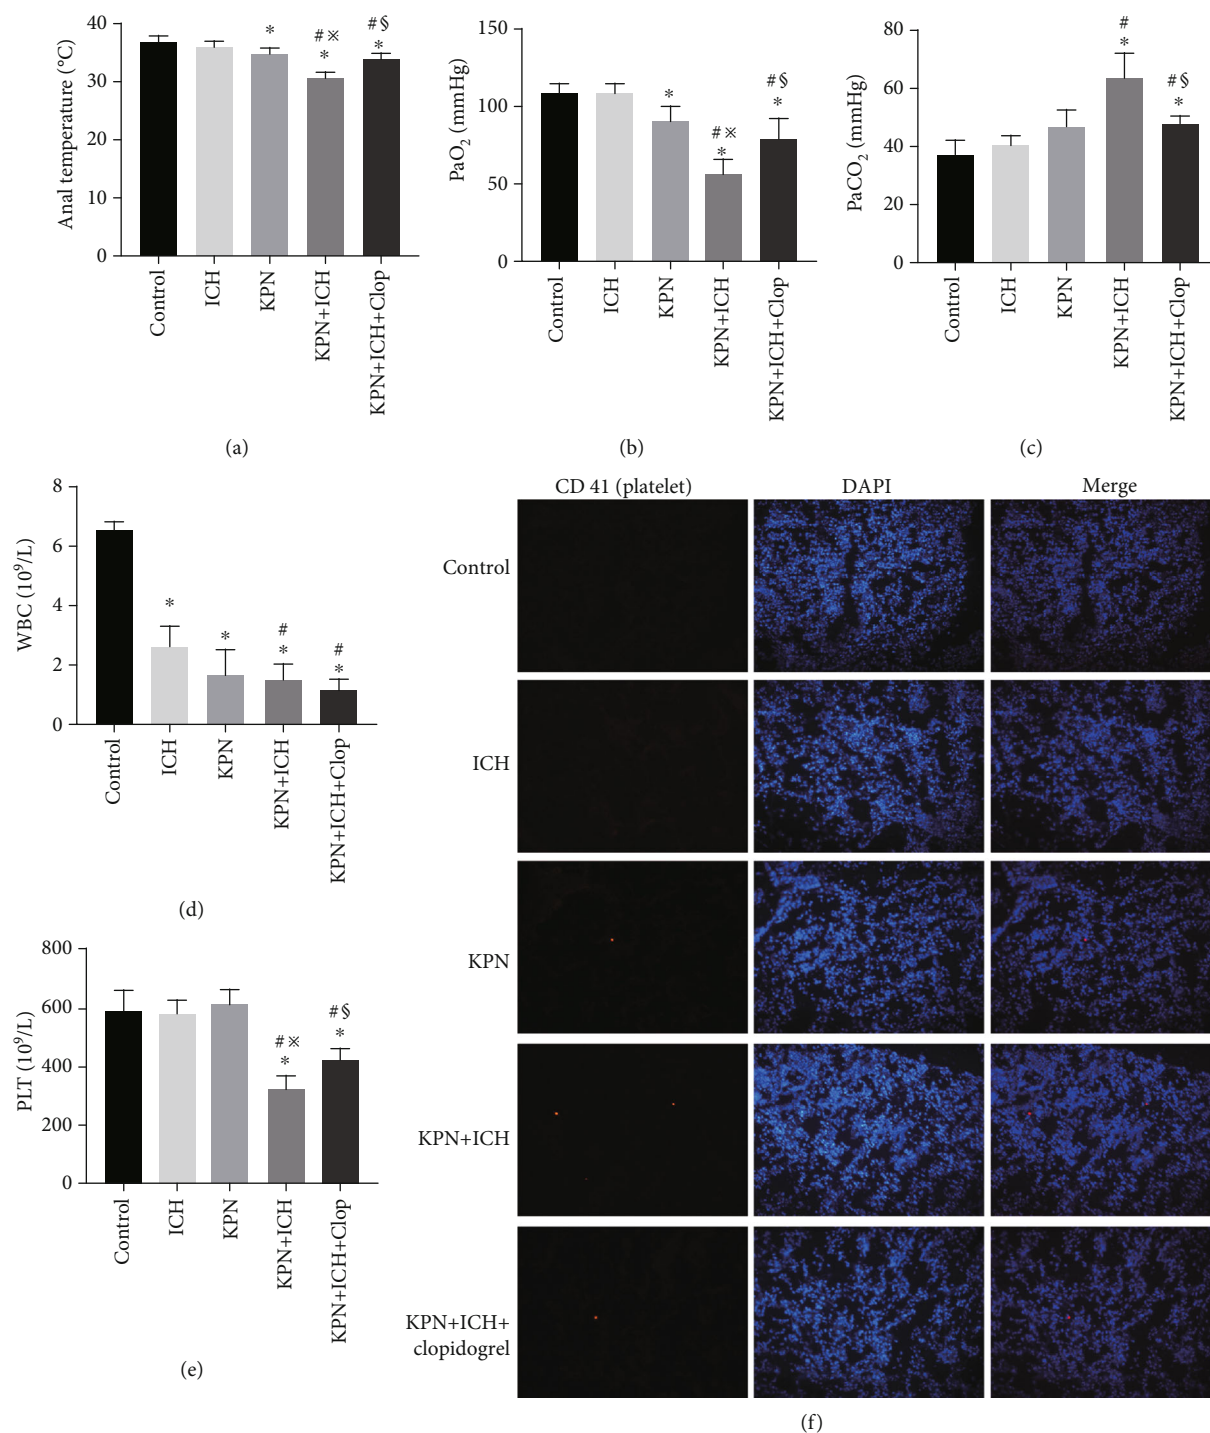 40
30
20
10
0
Anal temperature (°C)
*
# ※
*
# §
*
Control
ICH
KPN
KPN+ICH
KPN+ICH+Clop
(a)
150
100
50
0
PaO₂ (mmHg)
*
# ※
*
# §
*
Control
ICH
KPN
KPN+ICH
KPN+ICH+Clop
(b)
80
60
40
20
0
PaCO₂ (mmHg)
#
*
# §
*
Control
ICH
KPN
KPN+ICH
KPN+ICH+Clop
(c)
8
6
4
2
0
WBC (10⁹/L)
*
*
#
*
#
*
Control
ICH
KPN
KPN+ICH
KPN+ICH+Clop
(d)
800
600
400
200
0
PLT (10⁹/L)
# ※
*
# §
*
Control
ICH
KPN
KPN+ICH
KPN+ICH+Clop
(e)
CD 41 (platelet)
DAPI
Merge
Control
ICH
KPN
KPN+ICH
KPN+ICH+
clopidogrel
(f)